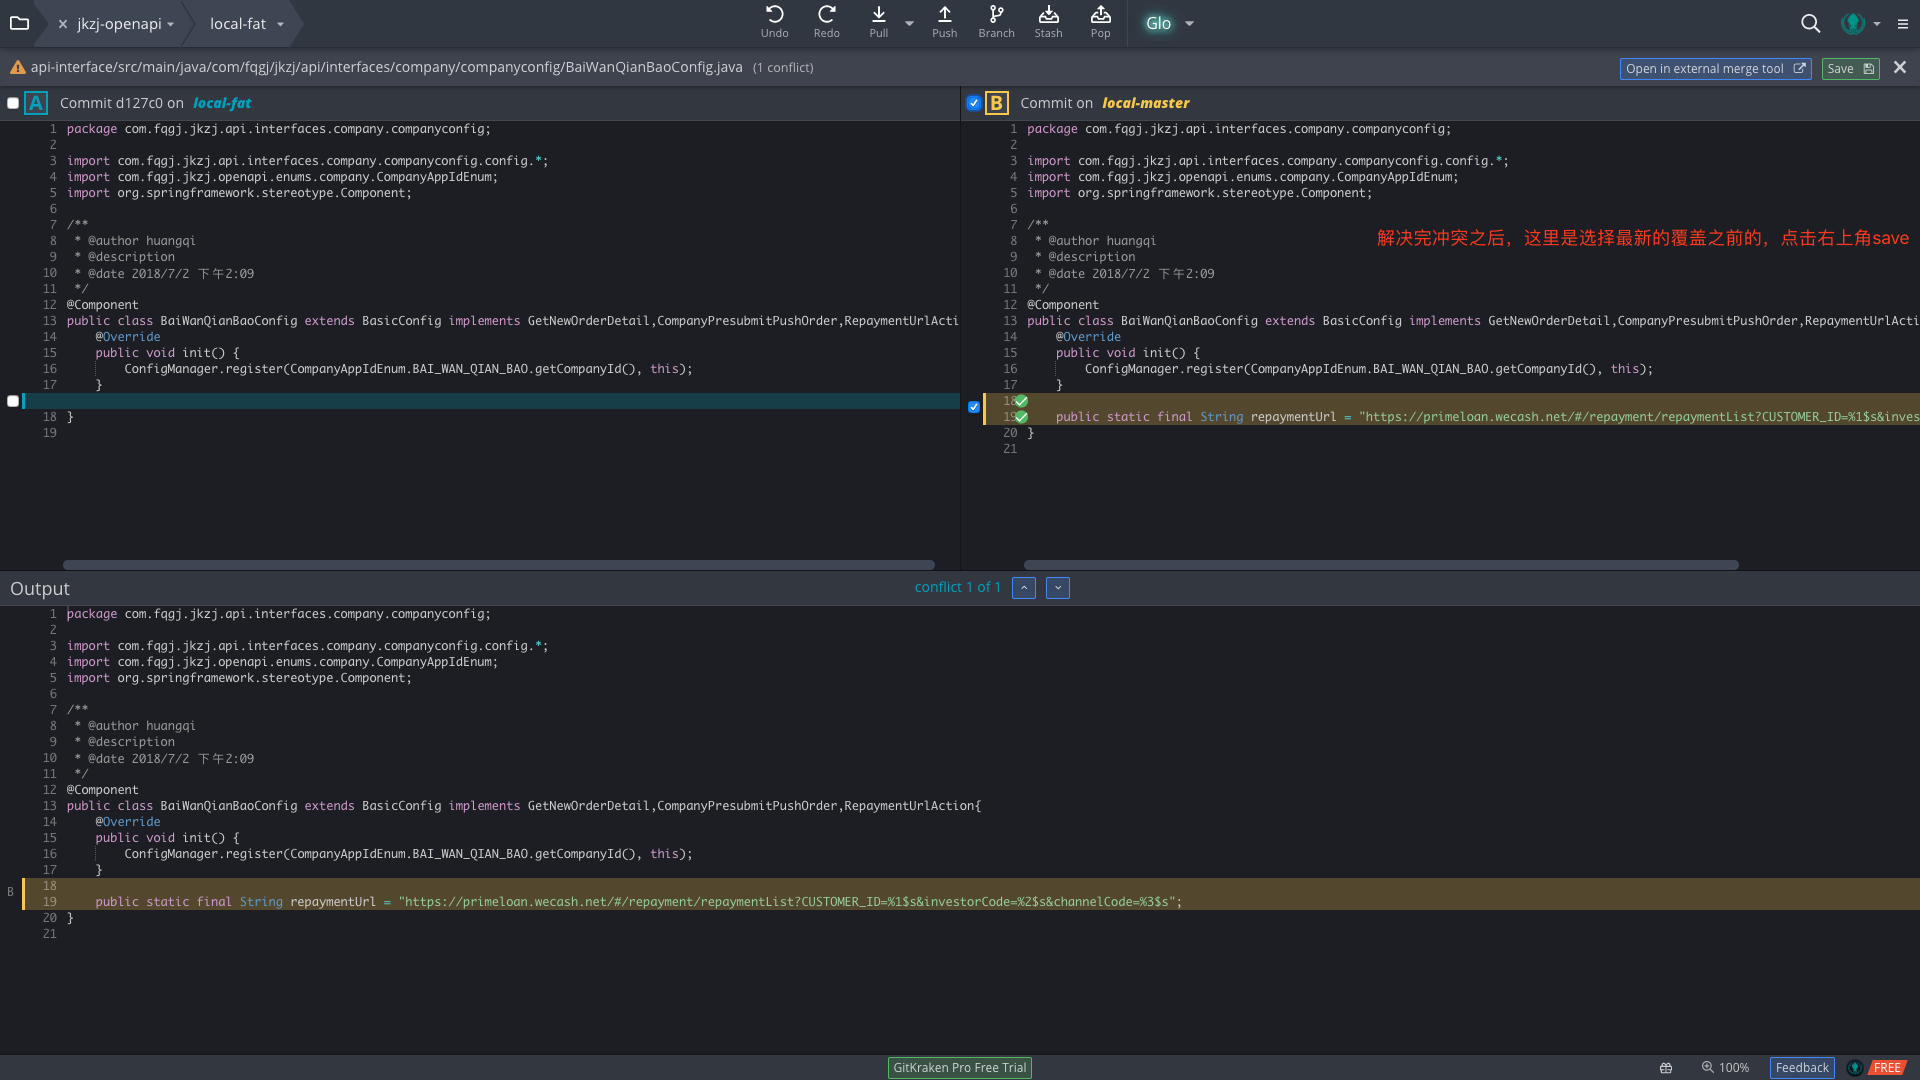 jkzj-openapi
local-fat
Undo
Redo
Pull
Push
Branch
Stash
Pop
Glo
api-interface/src/main/java/com/fqgj/jkzj/api/interfaces/company/companyconfig/BaiWanQianBaoConfig.java (1 conflict)
Open in external merge tool
Save
A Commit d127c0 on local-fat
1 package com.fqgj.jkzj.api.interfaces.company.companyconfig;
2
3 import com.fqgj.jkzj.api.interfaces.company.companyconfig.config.*;
4 import com.fqgj.jkzj.openapi.enums.company.CompanyAppIdEnum;
5 import org.springframework.stereotype.Component;
6
7 /**
8 * @author huangqi
9 * @description
10 * @date 2018/7/2 下午2:09
11 */
12 @Component
13 public class BaiWanQianBaoConfig extends BasicConfig implements GetNewOrderDetail,CompanyPresubmitPushOrder,RepaymentUrlActi
14 @Override
15 public void init() {
16 ConfigManager.register(CompanyAppIdEnum.BAI_WAN_QIAN_BAO.getCompanyId(), this);
17 }
18 }
19
B Commit on local-master
1 package com.fqgj.jkzj.api.interfaces.company.companyconfig;
2
3 import com.fqgj.jkzj.api.interfaces.company.companyconfig.config.*;
4 import com.fqgj.jkzj.openapi.enums.company.CompanyAppIdEnum;
5 import org.springframework.stereotype.Component;
6
7 /**
8 * @author huangqi
解决完冲突之后，这里是选择最新的覆盖之前的，点击右上角save
9 * @description
10 * @date 2018/7/2 下午2:09
11 */
12 @Component
13 public class BaiWanQianBaoConfig extends BasicConfig implements GetNewOrderDetail,CompanyPresubmitPushOrder,RepaymentUrlActi
14 @Override
15 public void init() {
16 ConfigManager.register(CompanyAppIdEnum.BAI_WAN_QIAN_BAO.getCompanyId(), this);
17 }
18
19 public static final String repaymentUrl = "https://primeloan.wecash.net/#/repayment/repaymentList?CUSTOMER_ID=%1$s&inves
20 }
21
Output
conflict 1 of 1
1 package com.fqgj.jkzj.api.interfaces.company.companyconfig;
2
3 import com.fqgj.jkzj.api.interfaces.company.companyconfig.config.*;
4 import com.fqgj.jkzj.openapi.enums.company.CompanyAppIdEnum;
5 import org.springframework.stereotype.Component;
6
7 /**
8 * @author huangqi
9 * @description
10 * @date 2018/7/2 下午2:09
11 */
12 @Component
13 public class BaiWanQianBaoConfig extends BasicConfig implements GetNewOrderDetail,CompanyPresubmitPushOrder,RepaymentUrlAction{
14 @Override
15 public void init() {
16 ConfigManager.register(CompanyAppIdEnum.BAI_WAN_QIAN_BAO.getCompanyId(), this);
17 }
B 18
19 public static final String repaymentUrl = "https://primeloan.wecash.net/#/repayment/repaymentList?CUSTOMER_ID=%1$s&investorCode=%2$s&channelCode=%3$s";
20 }
21
GitKraken Pro Free Trial
100%
Feedback
FREE